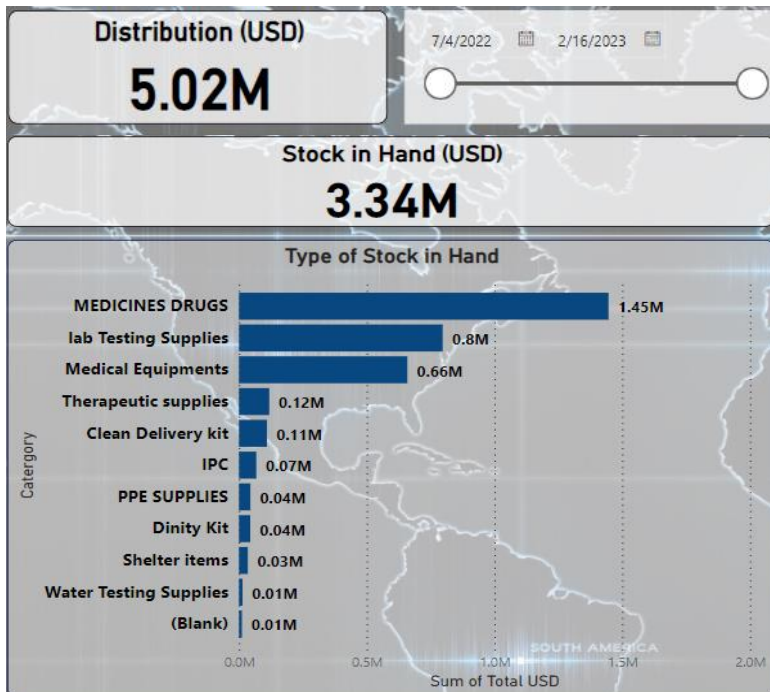 Distribution (USD)
5.02M
7/4/2022 2/16/2023
Stock in Hand (USD)
3.34M
Type of Stock in Hand
Catergory
MEDICINES DRUGS 1.45M
lab Testing Supplies 0.8M
Medical Equipments 0.66M
Therapeutic supplies 0.12M
Clean Delivery kit 0.11M
IPC 0.07M
PPE SUPPLIES 0.04M
Dinity Kit 0.04M
Shelter items 0.03M
Water Testing Supplies 0.01M
(Blank) 0.01M
SOUTH AMERICA
0.0M 0.5M 1.0M 1.5M 2.0M
Sum of Total USD